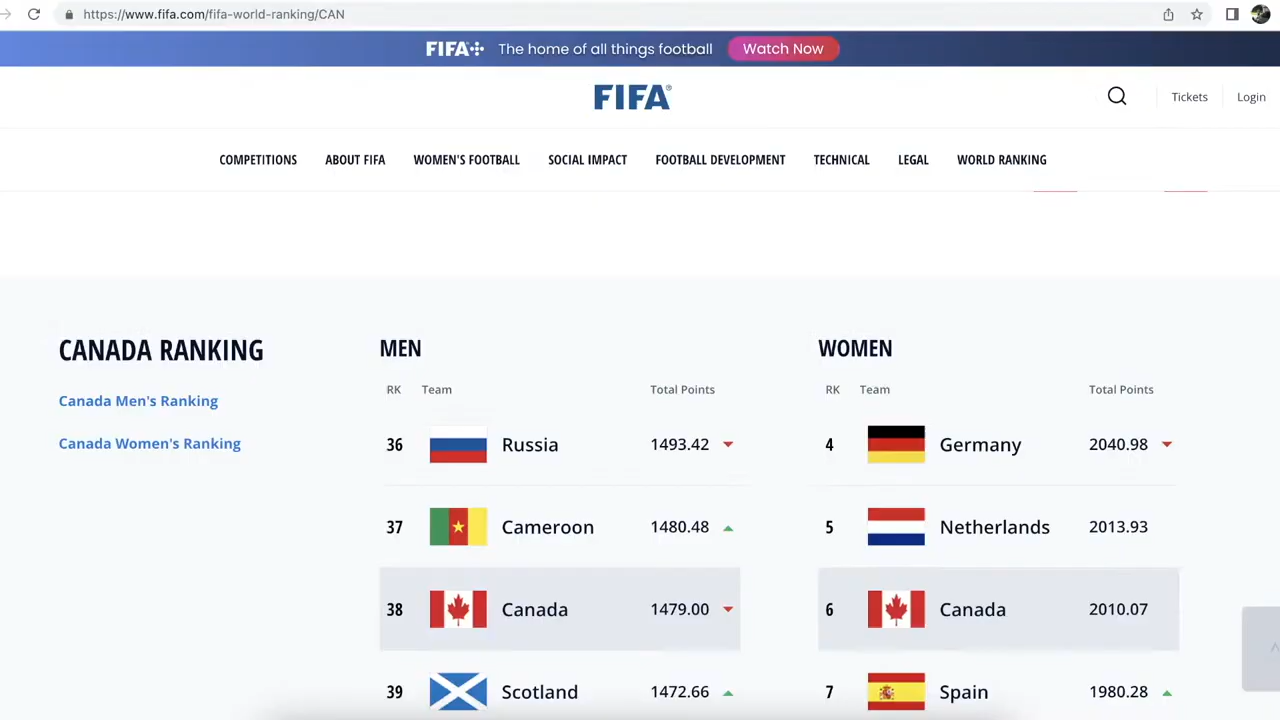 https://www.fifa.com/fifa-world-ranking/CAN
FIFA+ The home of all things football Watch Now
FIFA®
Tickets Login
COMPETITIONS ABOUT FIFA WOMEN'S FOOTBALL SOCIAL IMPACT FOOTBALL DEVELOPMENT TECHNICAL LEGAL WORLD RANKING
CANADA RANKING
Canada Men's Ranking
Canada Women's Ranking
MEN
RK Team Total Points
36 Russia 1493.42
37 Cameroon 1480.48
38 Canada 1479.00
39 Scotland 1472.66
WOMEN
RK Team Total Points
4 Germany 2040.98
5 Netherlands 2013.93
6 Canada 2010.07
7 Spain 1980.28